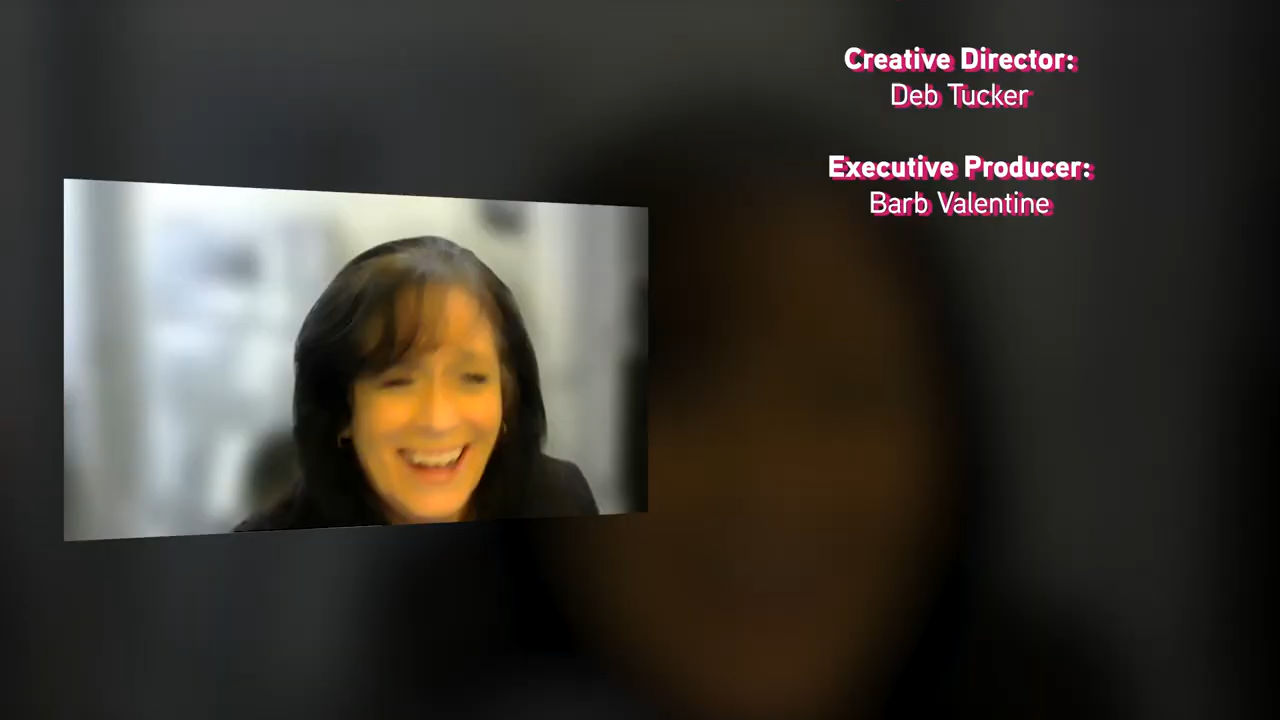 Creative Director:
Deb Tucker
Executive Producer:
Barb Valentine